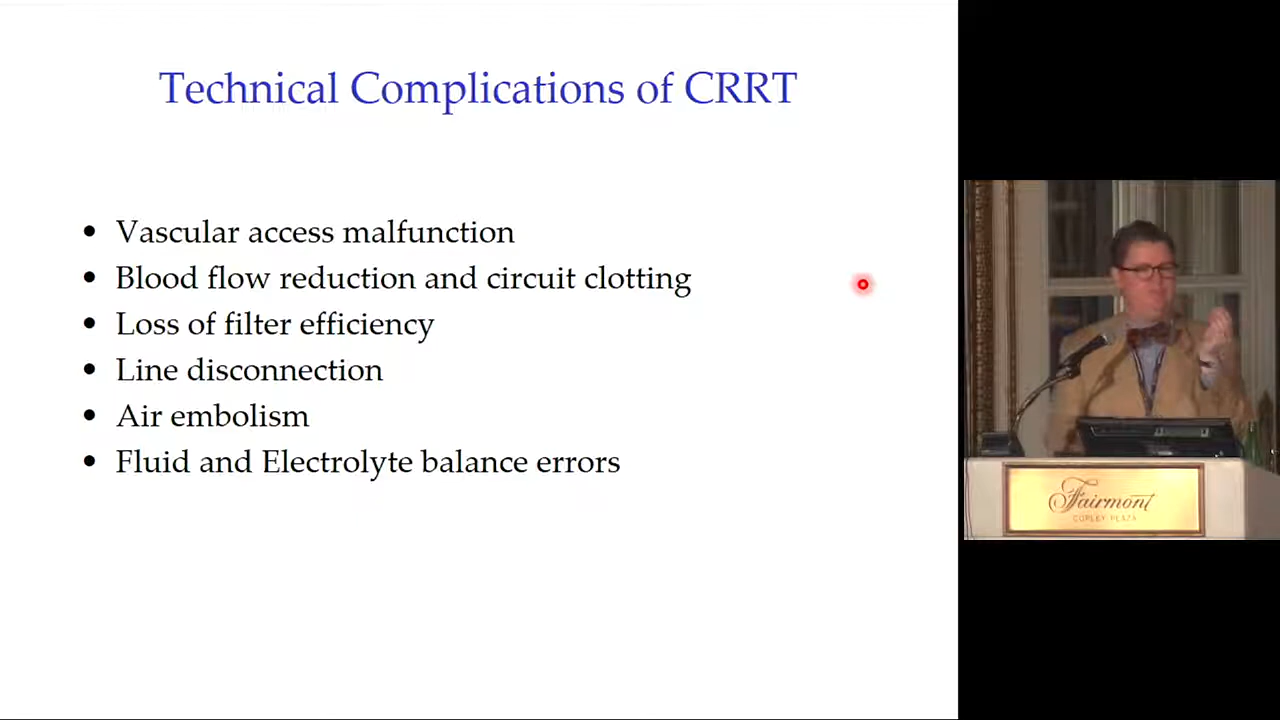 Technical Complications of CRRT
• Vascular access malfunction
• Blood flow reduction and circuit clotting
• Loss of filter efficiency
• Line disconnection
• Air embolism
• Fluid and Electrolyte balance errors
Fairmont
COPLEY PLAZA